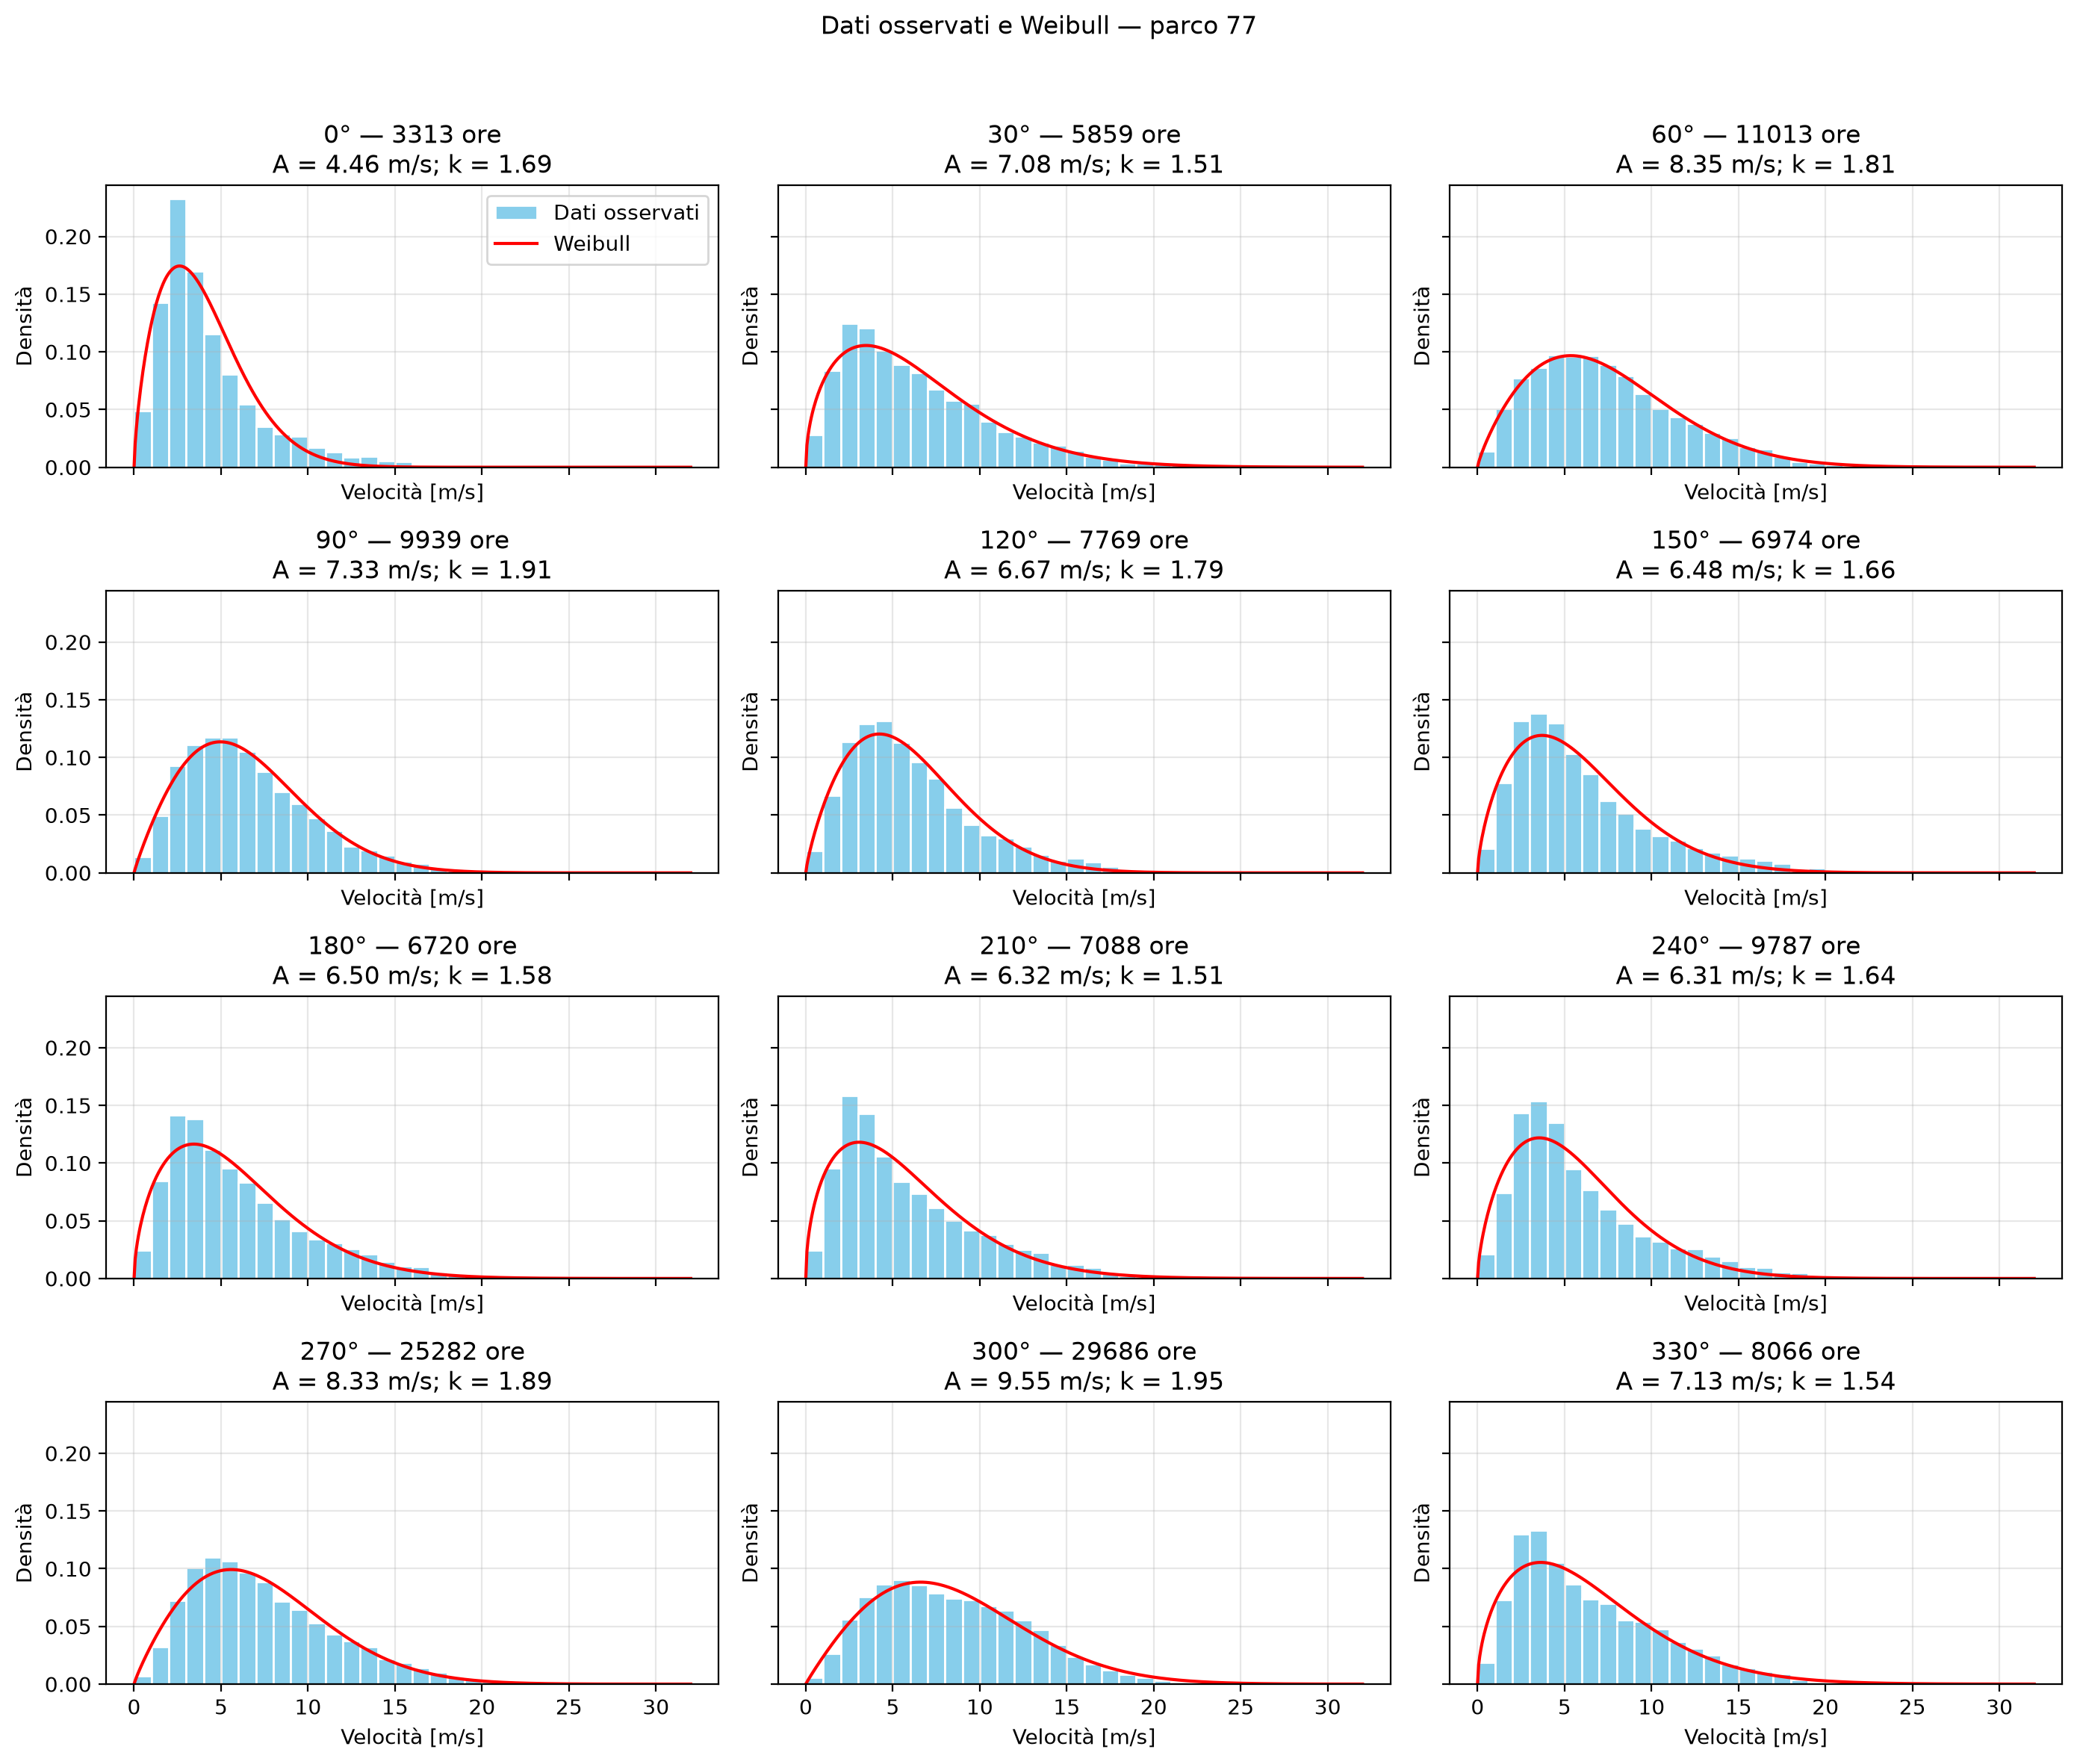 Dati osservati e Weibull — parco 77
0° — 3313 ore
A = 4.46 m/s; k = 1.69
Densità
0.20
0.15
0.10
0.05
0.00
Dati osservati
Weibull
Velocità [m/s]
30° — 5859 ore
A = 7.08 m/s; k = 1.51
Densità
Velocità [m/s]
60° — 11013 ore
A = 8.35 m/s; k = 1.81
Densità
Velocità [m/s]
90° — 9939 ore
A = 7.33 m/s; k = 1.91
Densità
0.20
0.15
0.10
0.05
0.00
Velocità [m/s]
120° — 7769 ore
A = 6.67 m/s; k = 1.79
Densità
Velocità [m/s]
150° — 6974 ore
A = 6.48 m/s; k = 1.66
Densità
Velocità [m/s]
180° — 6720 ore
A = 6.50 m/s; k = 1.58
Densità
0.20
0.15
0.10
0.05
0.00
Velocità [m/s]
210° — 7088 ore
A = 6.32 m/s; k = 1.51
Densità
Velocità [m/s]
240° — 9787 ore
A = 6.31 m/s; k = 1.64
Densità
Velocità [m/s]
270° — 25282 ore
A = 8.33 m/s; k = 1.89
Densità
0.20
0.15
0.10
0.05
0.00
0 5 10 15 20 25 30
Velocità [m/s]
300° — 29686 ore
A = 9.55 m/s; k = 1.95
Densità
0 5 10 15 20 25 30
Velocità [m/s]
330° — 8066 ore
A = 7.13 m/s; k = 1.54
Densità
0 5 10 15 20 25 30
Velocità [m/s]